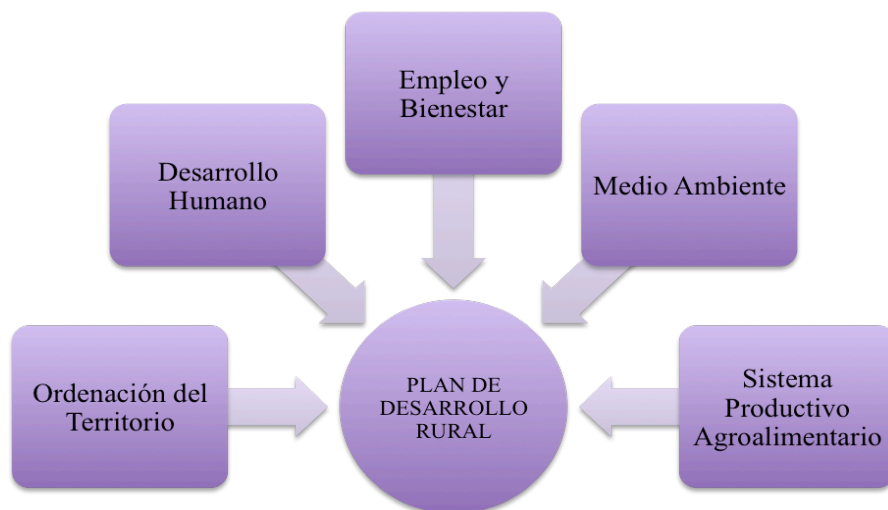 Empleo y
Bienestar
Desarrollo
Humano
Medio Ambiente
Ordenación del
Territorio
PLAN DE
DESARROLLO
RURAL
Sistema
Productivo
Agroalimentario